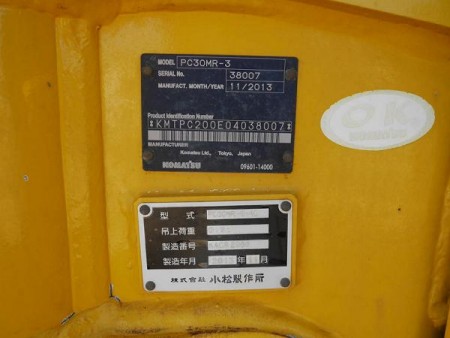 MODEL PC30MR-3
SERIAL No. 38007
MANUFACT. MONTH/YEAR 11/2013
Product Identification Number
*KMTPC200E04038007*
MANUFACTURER
Komatsu Ltd., Tokyo, Japan
KOMATSU 09601-14000
OK
型式
吊上荷重
製造番号
製造年月 年 月
株式会社 小松製作所